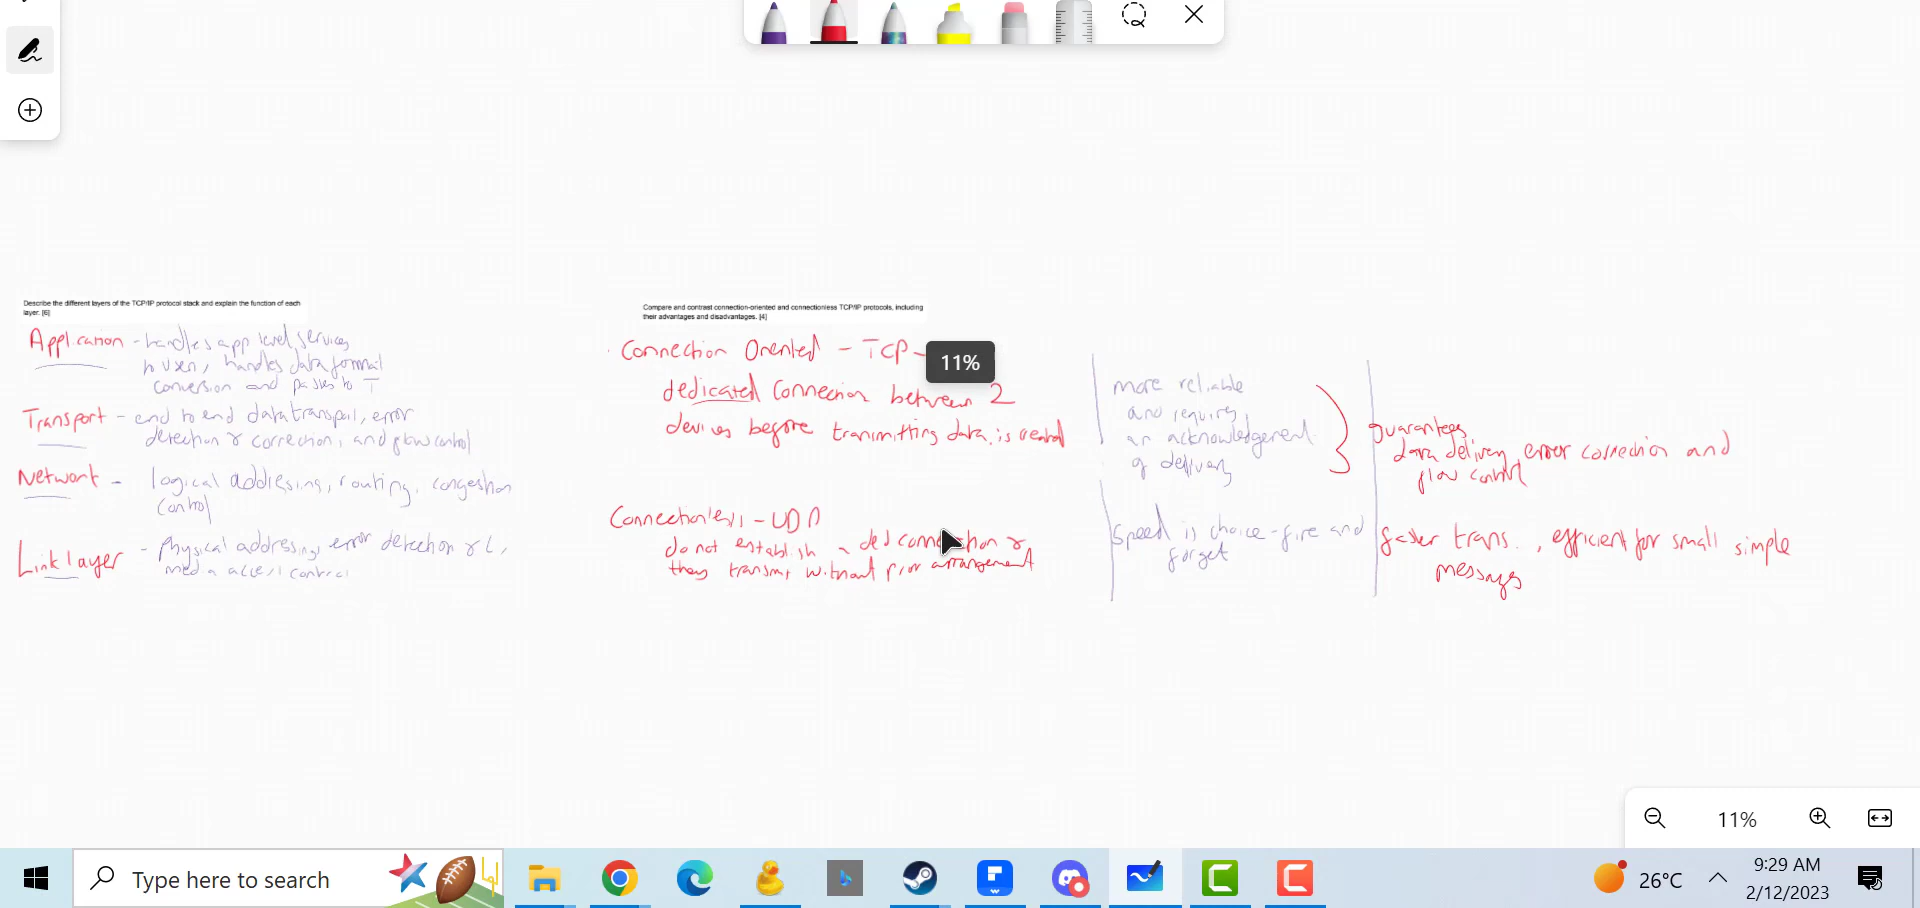 Describe the different layers of the TCP/IP protocol stack and explain the function of each
layer. [6]
Application - handles app level services
to user, handles data format
conversion and passes to T
Transport - end to end data transport, error
detection & correction, and flow control
Network - logical addressing, routing, congestion
control
Link layer - physical addressing, error detection & C,
media access control
Compare and contrast connection-oriented and connectionless TCP/IP protocols, including
their advantages and disadvantages. [4]
Connection Oriented - TCP -
11%
dedicated connection between 2
devices before transmitting data is created
more reliable
and requires
an acknowledgement
of delivery
guarantees
data delivery error correction and
flow control
Connectionless - UDP
do not establish a ded connection &
they transmit without prior arrangement
Speed is choice - fire and
forget
faster trans., efficient for small simple
messages
11%
Type here to search
26°C
9:29 AM
2/12/2023